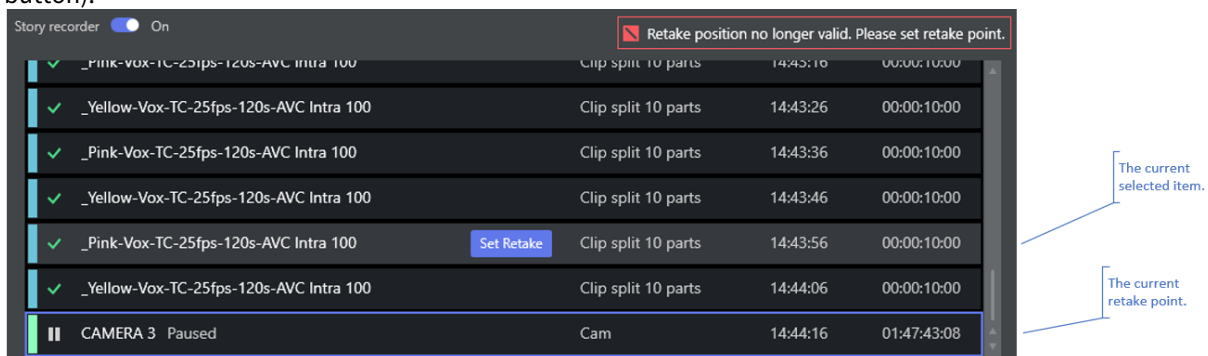 button).
Story recorder On
Retake position no longer valid. Please set retake point.
_Pink-Vox-TC-25fps-120s-AVC Intra 100 Clip split 10 parts 14:43:16 00:00:10:00
_Yellow-Vox-TC-25fps-120s-AVC Intra 100 Clip split 10 parts 14:43:26 00:00:10:00
_Pink-Vox-TC-25fps-120s-AVC Intra 100 Clip split 10 parts 14:43:36 00:00:10:00
_Yellow-Vox-TC-25fps-120s-AVC Intra 100 Clip split 10 parts 14:43:46 00:00:10:00
_Pink-Vox-TC-25fps-120s-AVC Intra 100 Set Retake Clip split 10 parts 14:43:56 00:00:10:00
_Yellow-Vox-TC-25fps-120s-AVC Intra 100 Clip split 10 parts 14:44:06 00:00:10:00
CAMERA 3 Paused Cam 14:44:16 01:47:43:08
The current
selected item.
The current
retake point.